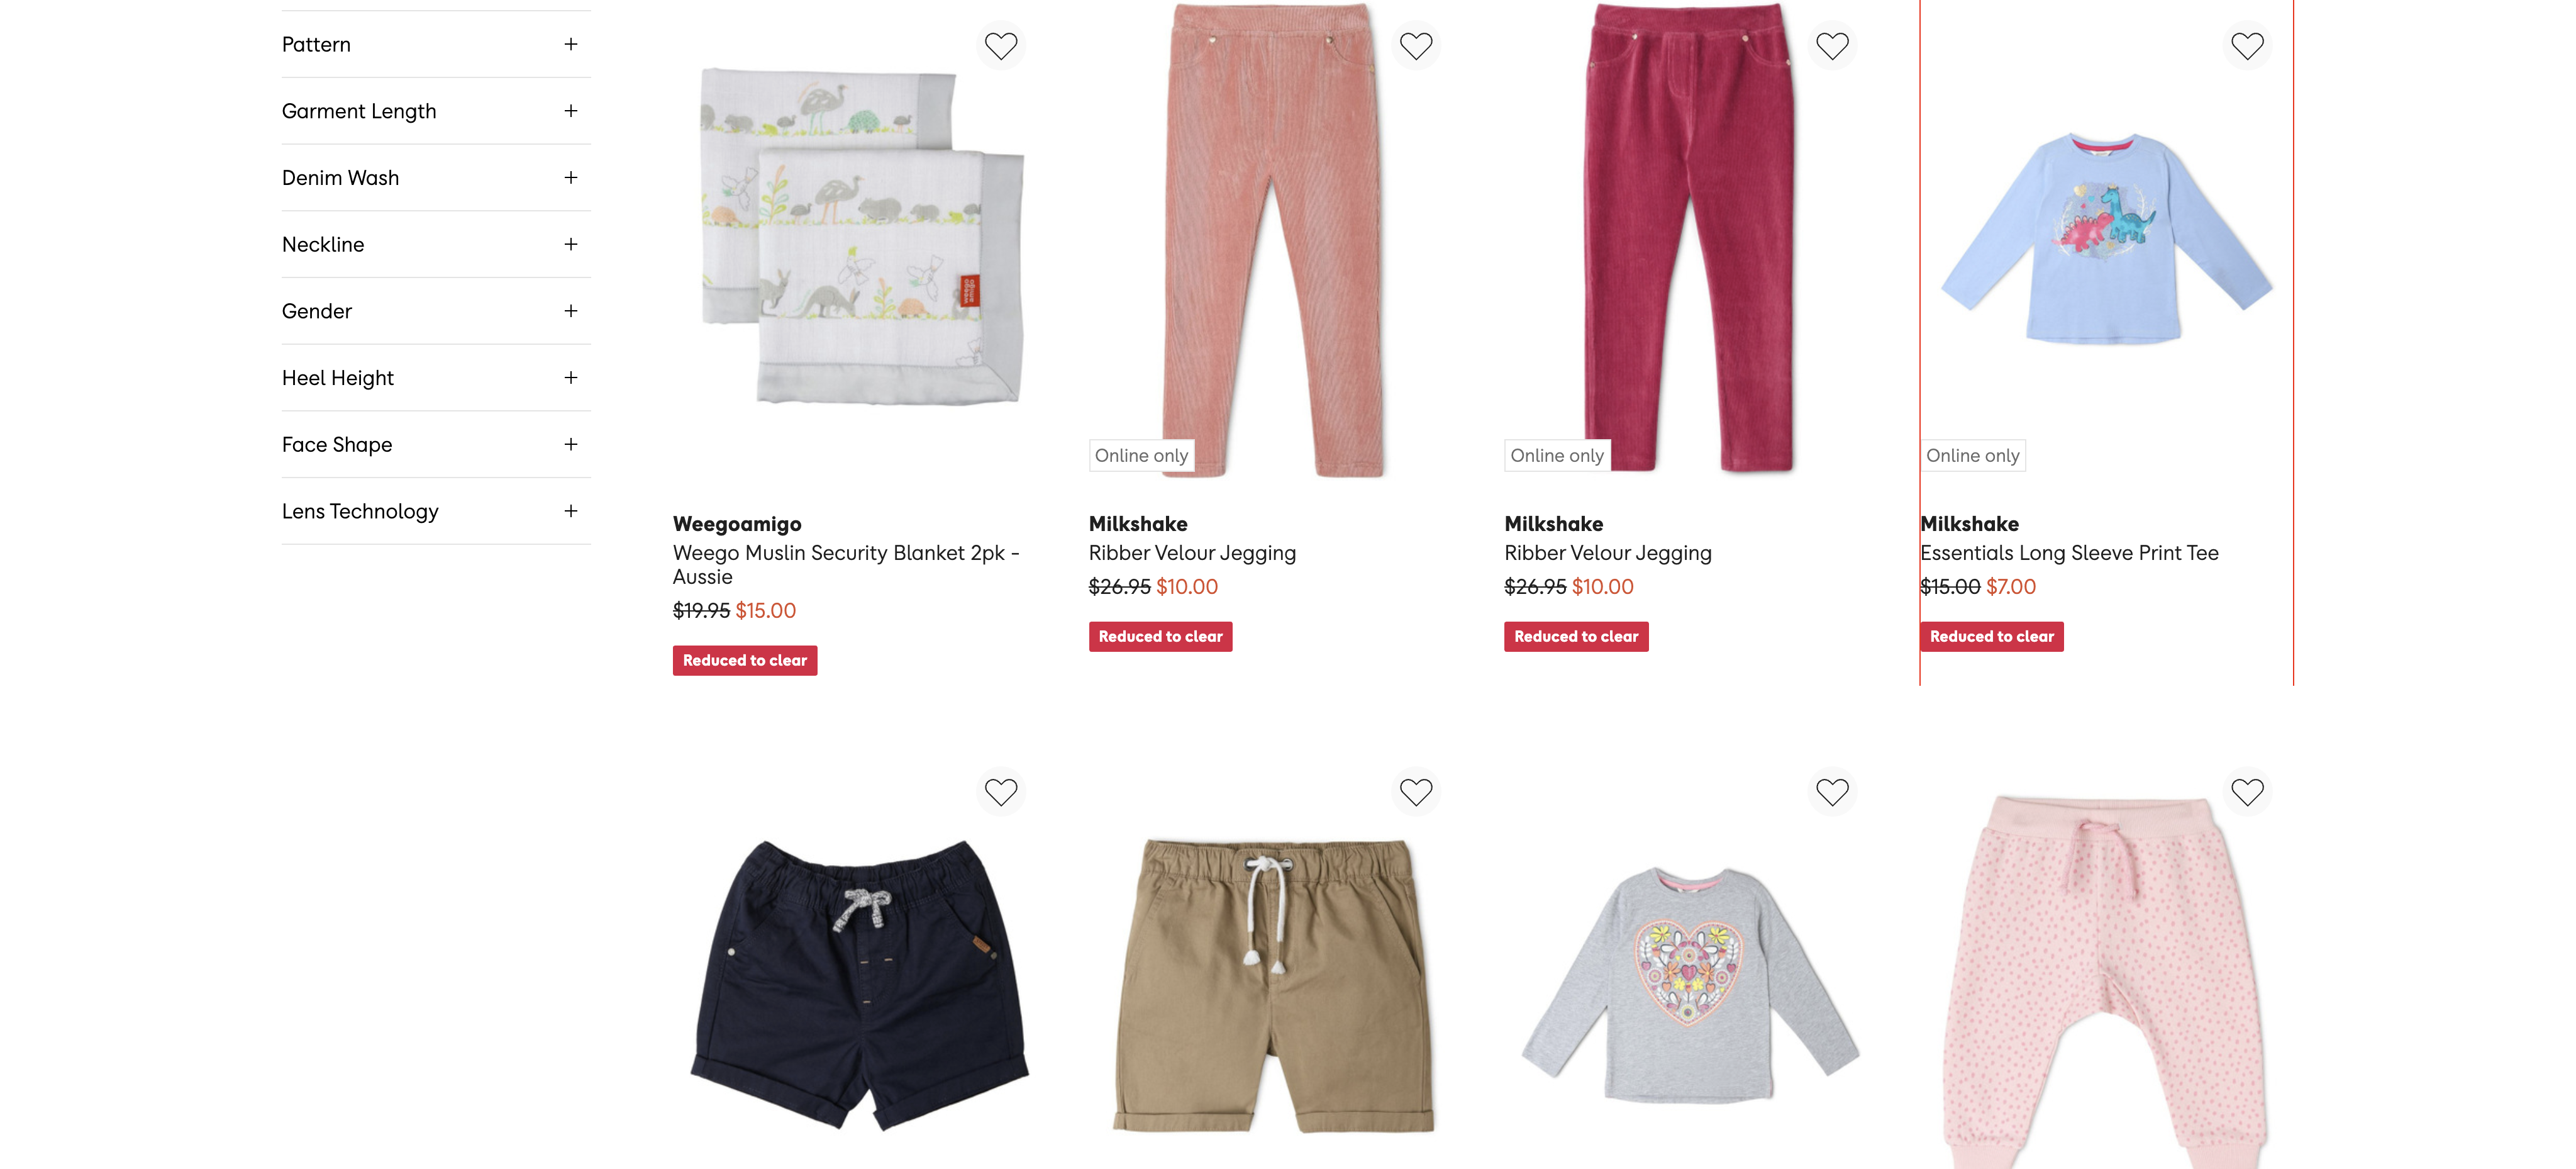 Pattern
Garment Length
Denim Wash
Neckline
Gender
Heel Height
Face Shape
Lens Technology
Weegoamigo
Weego Muslin Security Blanket 2pk -
Aussie
$19.95 $15.00
Reduced to clear
Online only
Milkshake
Ribber Velour Jegging
$26.95 $10.00
Reduced to clear
Online only
Milkshake
Ribber Velour Jegging
$26.95 $10.00
Reduced to clear
Online only
Milkshake
Essentials Long Sleeve Print Tee
$15.00 $7.00
Reduced to clear